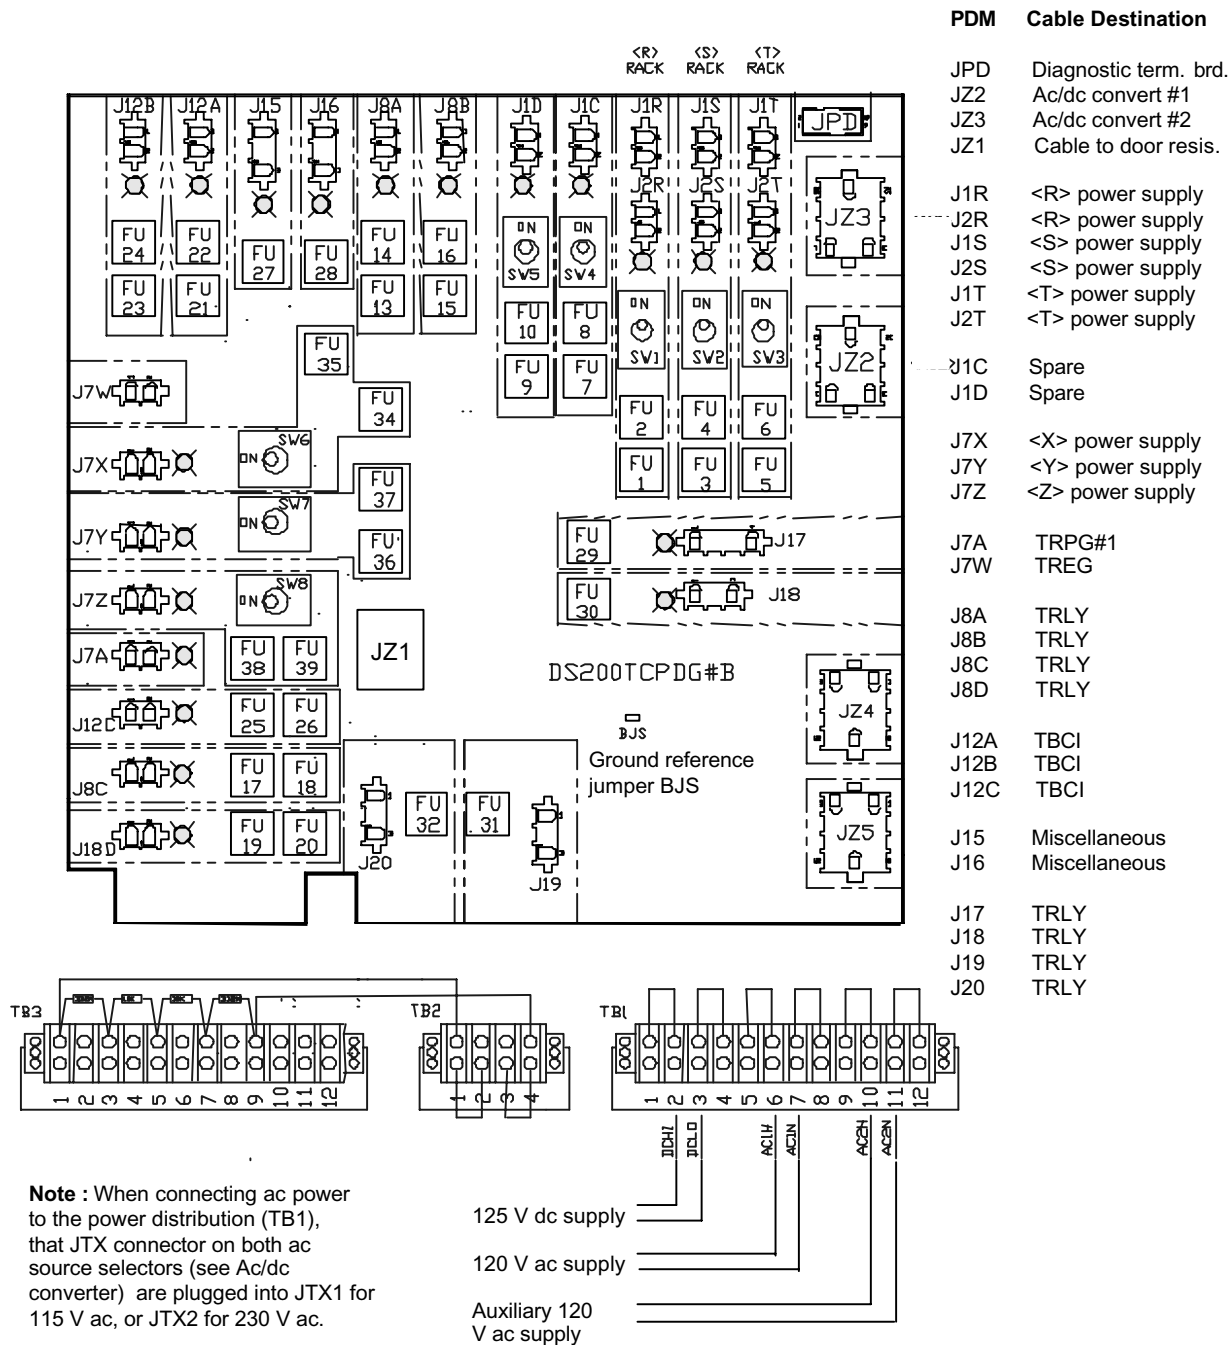 PDM Cable Destination
JPD Diagnostic term. brd.
JZ2 Ac/dc convert #1
JZ3 Ac/dc convert #2
JZ1 Cable to door resis.
J1R <R> power supply
J2R <R> power supply
J1S <S> power supply
J2S <S> power supply
J1T <T> power supply
J2T <T> power supply
J1C Spare
J1D Spare
J7X <X> power supply
J7Y <Y> power supply
J7Z <Z> power supply
J7A TRPG#1
J7W TREG
J8A TRLY
J8B TRLY
J8C TRLY
J8D TRLY
J12A TBCI
J12B TBCI
J12C TBCI
J15 Miscellaneous
J16 Miscellaneous
J17 TRLY
J18 TRLY
J19 TRLY
J20 TRLY
<R> <S> <T>
RACK RACK RACK
J12B J12A J15 J16 J8A J8B J1D J1C J1R J1S J1T
JPD
J2R J2S J2T
JZ3
FU 24
FU 22
FU 27
FU 28
FU 14
FU 16
ON SW5
ON SW4
FU 23
FU 21
FU 13
FU 15
FU 10
FU 8
ON SW1
ON SW2
ON SW3
JZ2
FU 35
FU 9
FU 7
J7W
FU 34
FU 2
FU 4
FU 6
J7X
ON SW6
FU 37
FU 1
FU 3
FU 5
J7Y
ON SW7
FU 36
FU 29
J17
J7Z
ON SW8
FU 30
J18
J7A
FU 38
FU 39
JZ1
DS200TCPDG#B
J12C
FU 25
FU 26
JZ4
BJS
Ground reference
jumper BJS
J8C
FU 17
FU 18
FU 32
FU 31
JZ5
J18D
FU 19
FU 20
J20
J19
TB3
TB2
TB1
1 2 3 4 5 6 7 8 9 10 11 12
1 2 3 4
1 2 3 4 5 6 7 8 9 10 11 12
DCHI DCLO AC1H AC1N AC2H AC2N
Note : When connecting ac power
to the power distribution (TB1),
that JTX connector on both ac
source selectors (see Ac/dc
converter) are plugged into JTX1 for
115 V ac, or JTX2 for 230 V ac.
125 V dc supply
120 V ac supply
Auxiliary 120
V ac supply